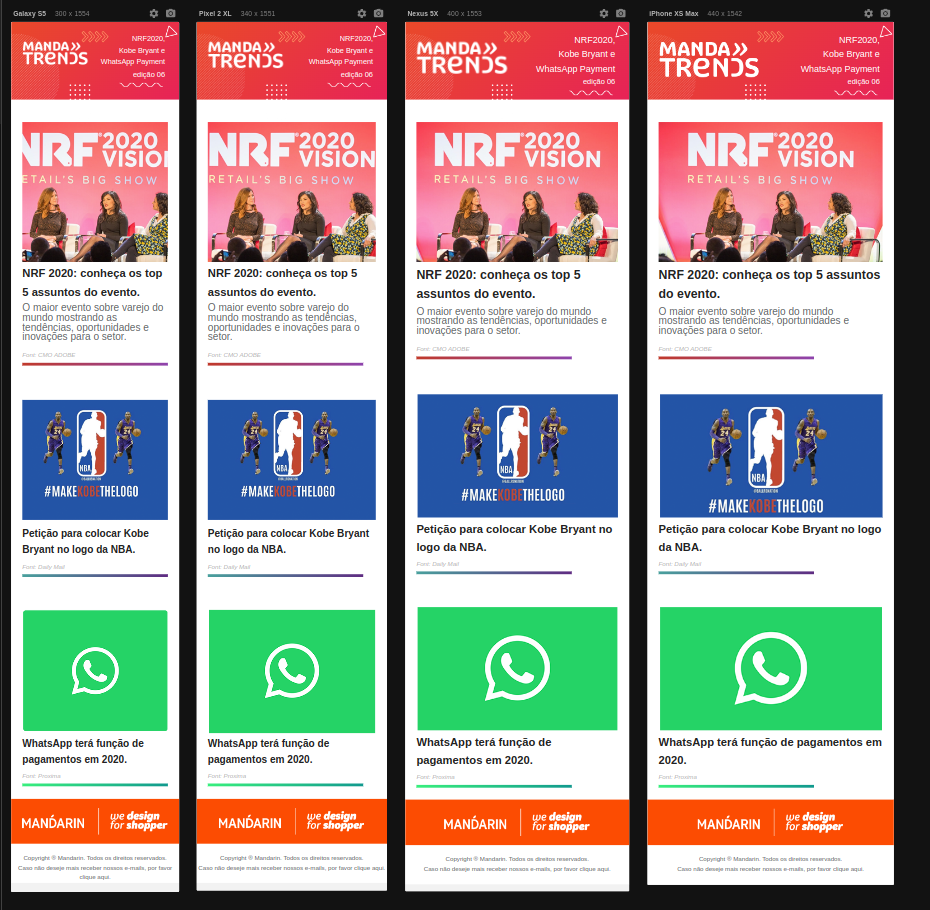 Galaxy S5 300 x 1554
MANDA
TRENDS
NRF2020,
Kobe Bryant e
WhatsApp Payment
edição 06
NRF 2020
VISION
RETAIL'S BIG SHOW
NRF 2020: conheça os top
5 assuntos do evento.
O maior evento sobre varejo do
mundo mostrando as
tendências, oportunidades e
inovações para o setor.
Font: CMO ADOBE
24
NBA
24
#MAKEKOBETHELOGO
Petição para colocar Kobe
Bryant no logo da NBA.
Font: Daily Mail
WhatsApp terá função de
pagamentos em 2020.
Font: Proxima
MANDARIN
we design
for shopper
Copyright ® Mandarin. Todos os direitos reservados.
Caso não deseje mais receber nossos e-mails, por favor
clique aqui.
Pixel 2 XL 340 x 1551
MANDA
TRENDS
NRF2020,
Kobe Bryant e
WhatsApp Payment
edição 06
NRF 2020
VISION
RETAIL'S BIG SHOW
NRF 2020: conheça os top 5
assuntos do evento.
O maior evento sobre varejo do
mundo mostrando as tendências,
oportunidades e inovações para o
setor.
Font: CMO ADOBE
24
NBA
24
#MAKEKOBETHELOGO
Petição para colocar Kobe Bryant
no logo da NBA.
Font: Daily Mail
WhatsApp terá função de
pagamentos em 2020.
Font: Proxima
MANDARIN
we design
for shopper
Copyright ® Mandarin. Todos os direitos reservados.
Caso não deseje mais receber nossos e-mails, por favor clique aqui.
Nexus 5X 400 x 1553
MANDA
TRENDS
NRF2020,
Kobe Bryant e
WhatsApp Payment
edição 06
NRF 2020
VISION
RETAIL'S BIG SHOW
NRF 2020: conheça os top 5
assuntos do evento.
O maior evento sobre varejo do mundo
mostrando as tendências, oportunidades e
inovações para o setor.
Font: CMO ADOBE
24
NBA
24
#MAKEKOBETHELOGO
Petição para colocar Kobe Bryant no
logo da NBA.
Font: Daily Mail
WhatsApp terá função de
pagamentos em 2020.
Font: Proxima
MANDARIN
we design
for shopper
Copyright ® Mandarin. Todos os direitos reservados.
Caso não deseje mais receber nossos e-mails, por favor clique aqui.
iPhone XS Max 440 x 1542
MANDA
TRENDS
NRF2020,
Kobe Bryant e
WhatsApp Payment
edição 06
NRF 2020
VISION
RETAIL'S BIG SHOW
NRF 2020: conheça os top 5 assuntos
do evento.
O maior evento sobre varejo do mundo
mostrando as tendências, oportunidades e
inovações para o setor.
Font: CMO ADOBE
24
NBA
24
#MAKEKOBETHELOGO
Petição para colocar Kobe Bryant no logo
da NBA.
Font: Daily Mail
WhatsApp terá função de pagamentos em
2020.
Font: Proxima
MANDARIN
we design
for shopper
Copyright ® Mandarin. Todos os direitos reservados.
Caso não deseje mais receber nossos e-mails, por favor clique aqui.